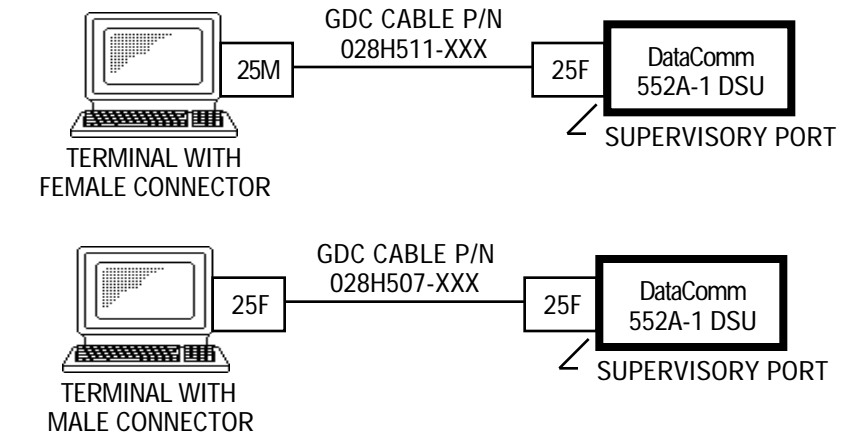 GDC CABLE P/N
028H511-XXX
25M
25F
DataComm
552A-1 DSU
SUPERVISORY PORT
TERMINAL WITH
FEMALE CONNECTOR
GDC CABLE P/N
028H507-XXX
25F
25F
DataComm
552A-1 DSU
SUPERVISORY PORT
TERMINAL WITH
MALE CONNECTOR